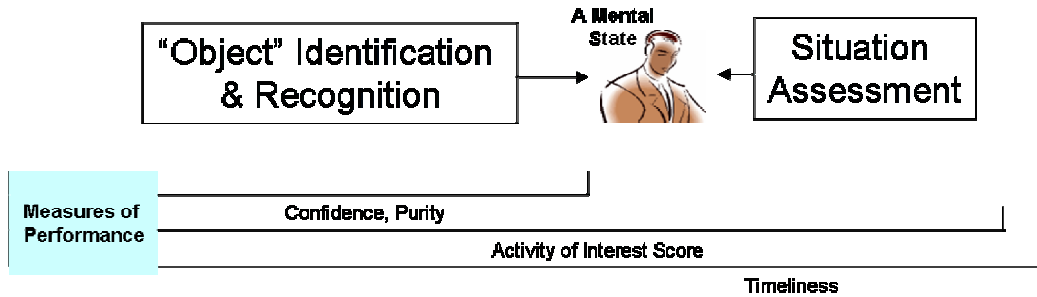 A Mental
State
“Object” Identification
& Recognition
Situation
Assessment
Measures of
Performance
Confidence, Purity
Activity of Interest Score
Timeliness